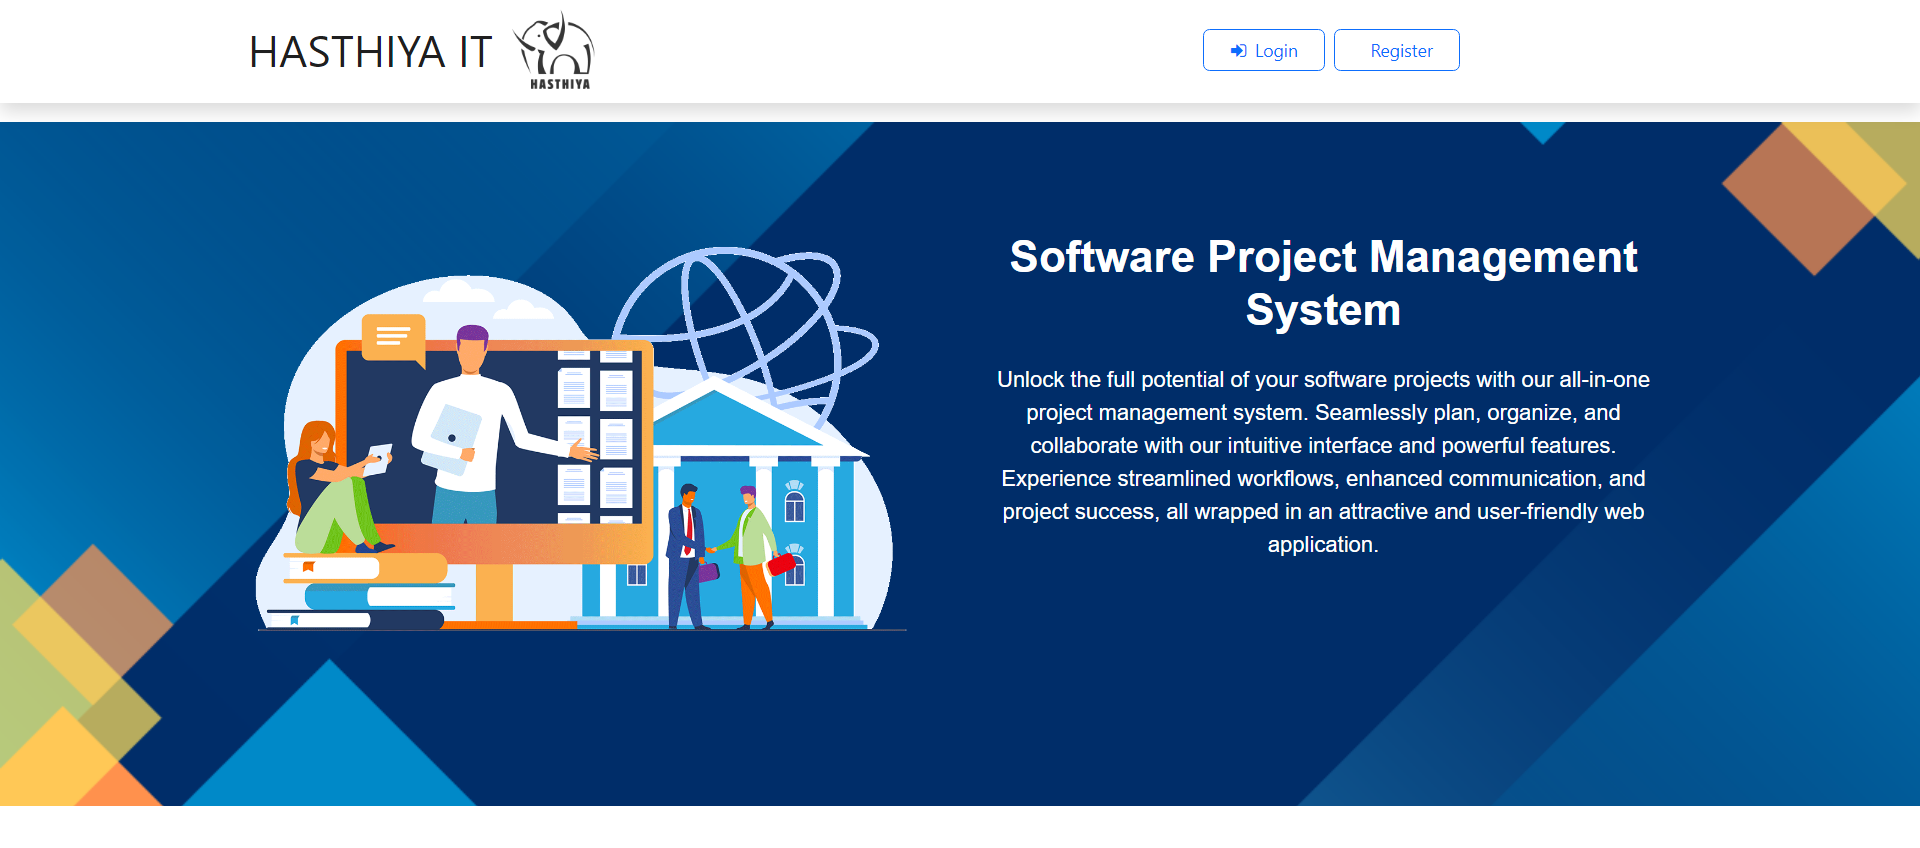 HASTHIYA IT
HASTHIYA
Login
Register
Software Project Management
System
Unlock the full potential of your software projects with our all-in-one
project management system. Seamlessly plan, organize, and
collaborate with our intuitive interface and powerful features.
Experience streamlined workflows, enhanced communication, and
project success, all wrapped in an attractive and user-friendly web
application.